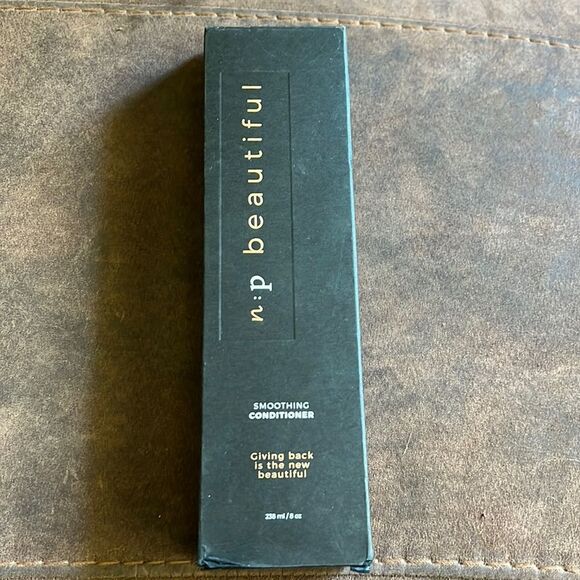 n:p beautiful
SMOOTHING
CONDITIONER
Giving back
is the new
beautiful
236 ml / 8 oz